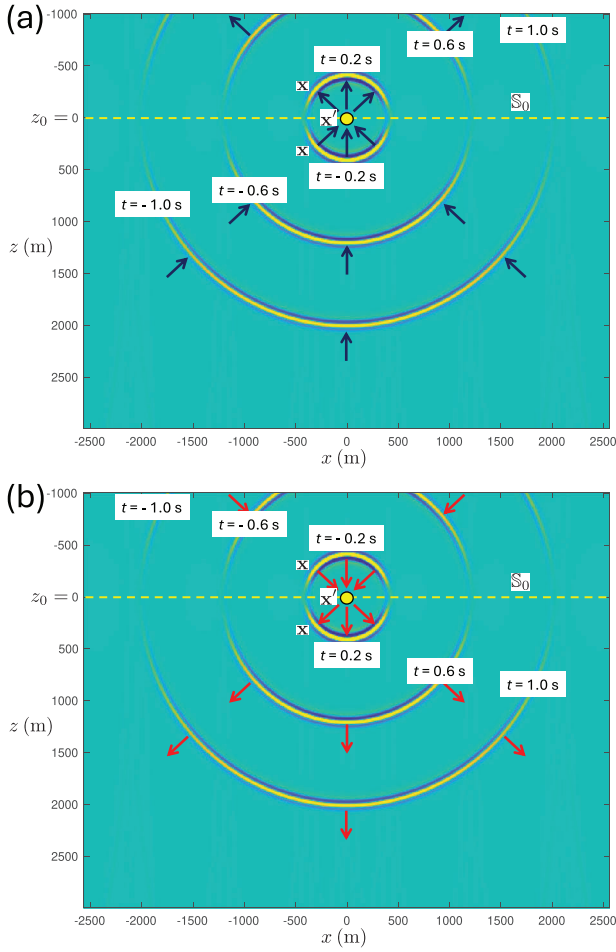 (a)
-1000
t = 0.2 s
t = 0.6 s
t = 1.0 s
-500
x
𝕊₀
z₀ = 0
x′
x
500
t = - 0.2 s
t = - 0.6 s
t = - 1.0 s
1000
z (m)
1500
2000
2500
-2500 -2000 -1500 -1000 -500 0 500 1000 1500 2000 2500
x (m)
(b)
-1000
t = - 1.0 s
t = - 0.6 s
t = - 0.2 s
-500
x
𝕊₀
z₀ = 0
x′
x
500
t = 0.2 s
t = 0.6 s
t = 1.0 s
1000
z (m)
1500
2000
2500
-2500 -2000 -1500 -1000 -500 0 500 1000 1500 2000 2500
x (m)